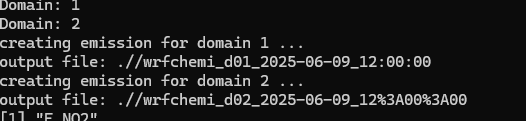 Domain: 1
Domain: 2
creating emission for domain 1 ...
output file: .//wrfchemi_d01_2025-06-09_12:00:00
creating emission for domain 2 ...
output file: .//wrfchemi_d02_2025-06-09_12%3A00%3A00
[1] "E_NO2"